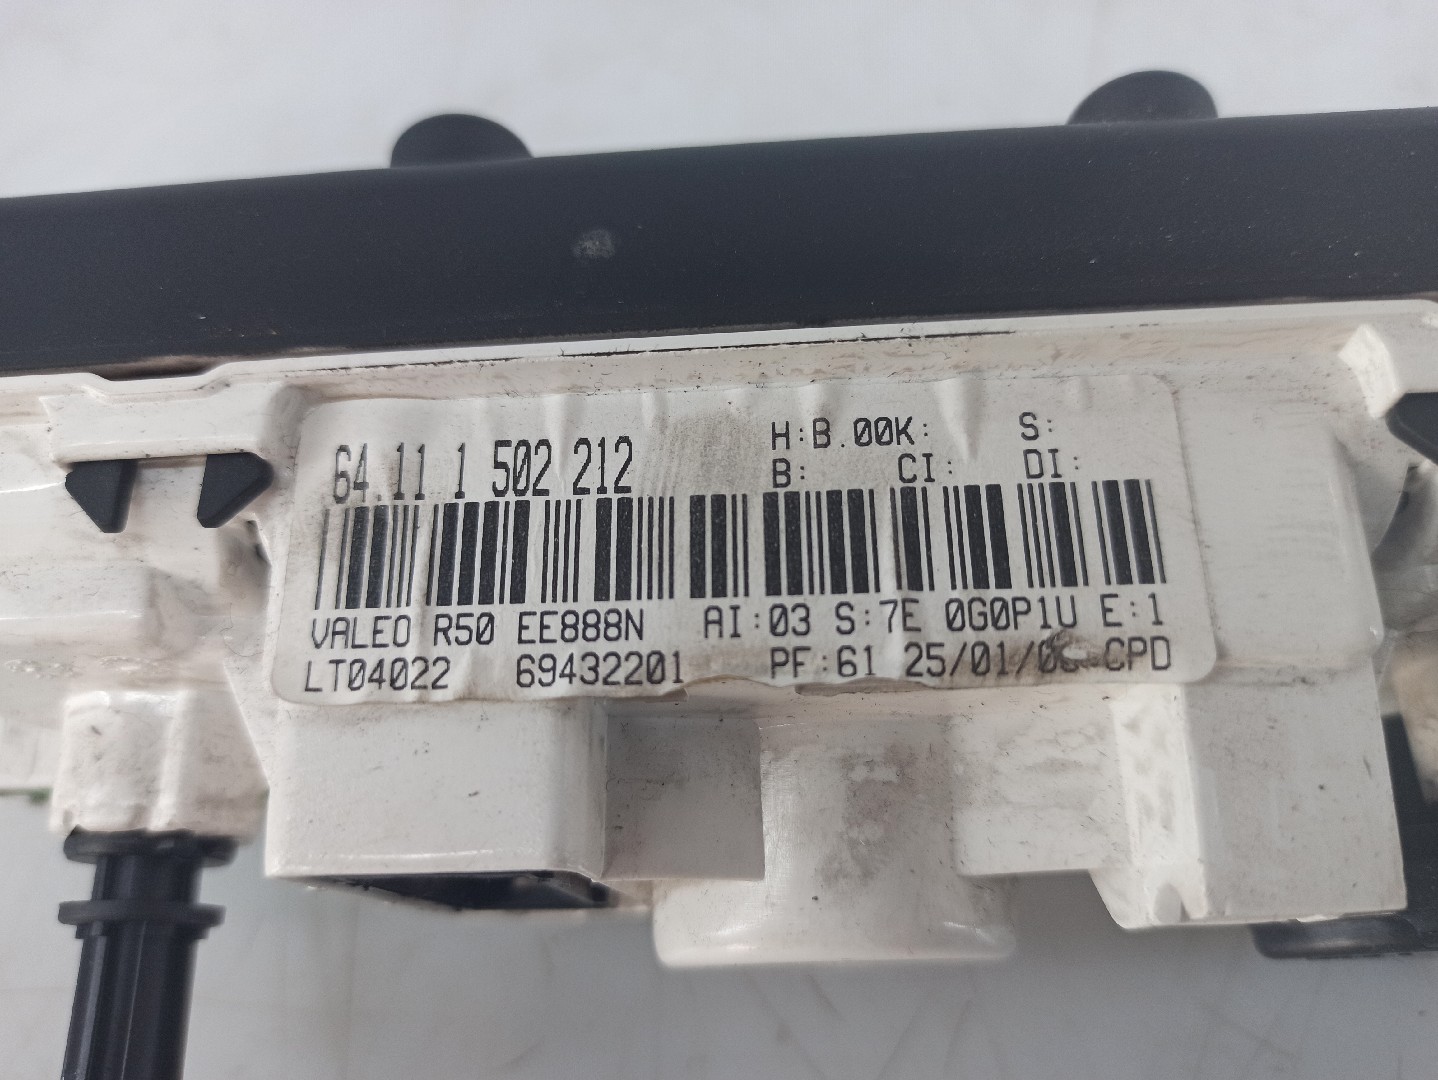 64.11 1 502 212 H:B.00K: S:
B: CI: DI:
VALEO R50 EE888N AI:03 S:7E 0G0P1U E:1
LT04022 69432201 PF:61 CPD